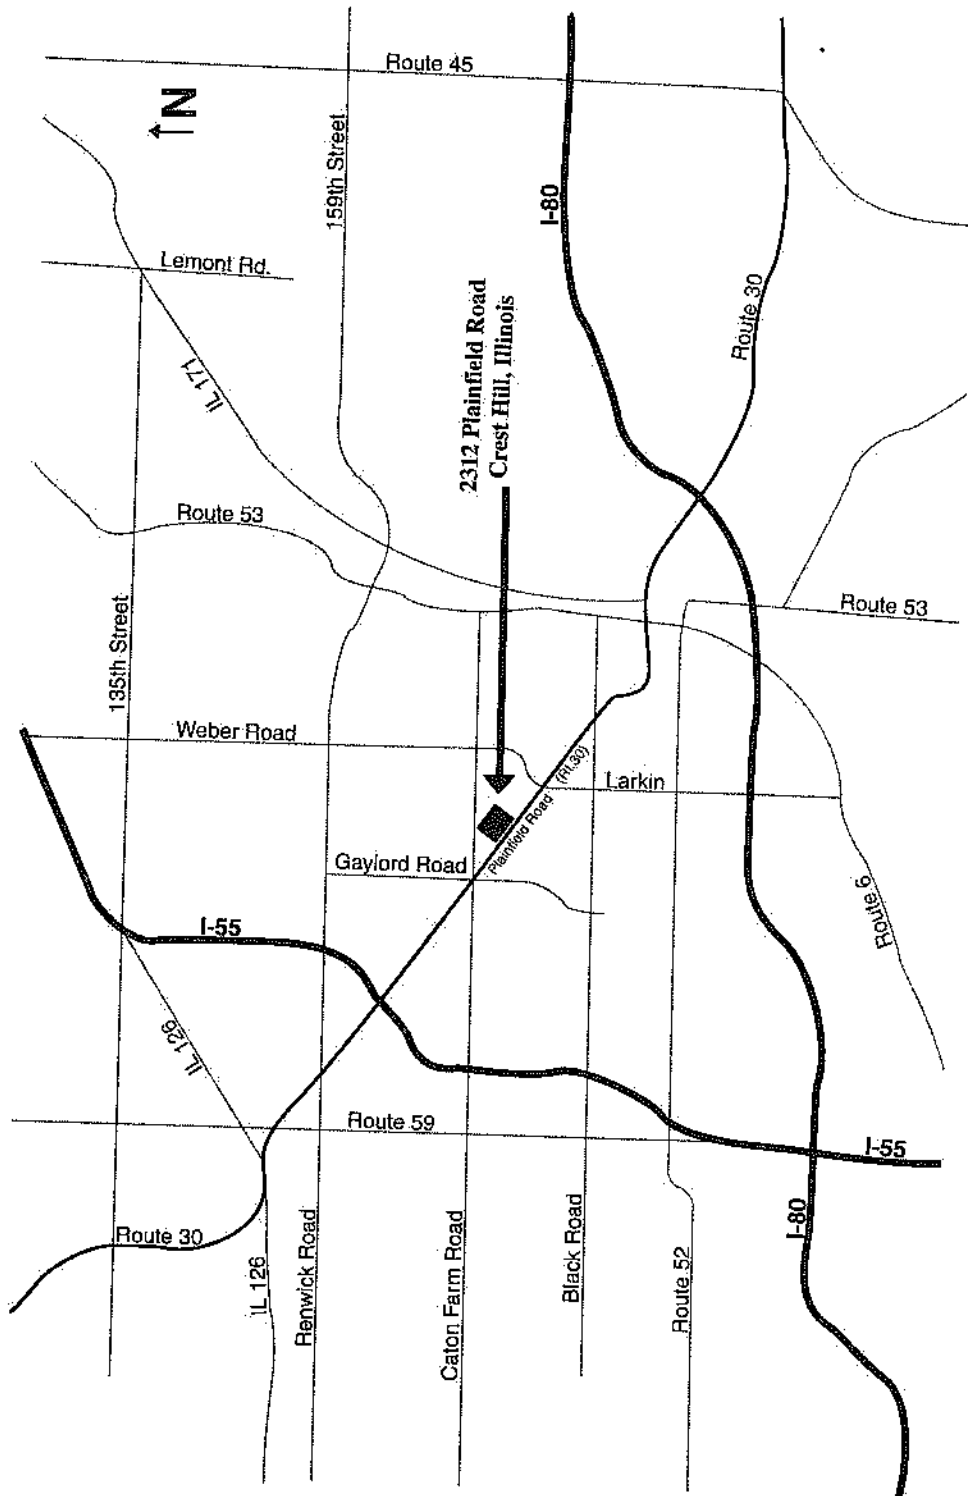 Route 45
N
159th Street
I-80
Lemont Rd.
Route 30
2312 Plainfield Road
Crest Hill, Illinois
IL 171
Route 53
Route 53
135th Street
Weber Road
Larkin
Plainfield Road (Rt.30)
Gaylord Road
Route 6
I-55
IL 126
Route 59
I-55
Route 30
IL 126
Renwick Road
Caton Farm Road
Black Road
Route 52
I-80